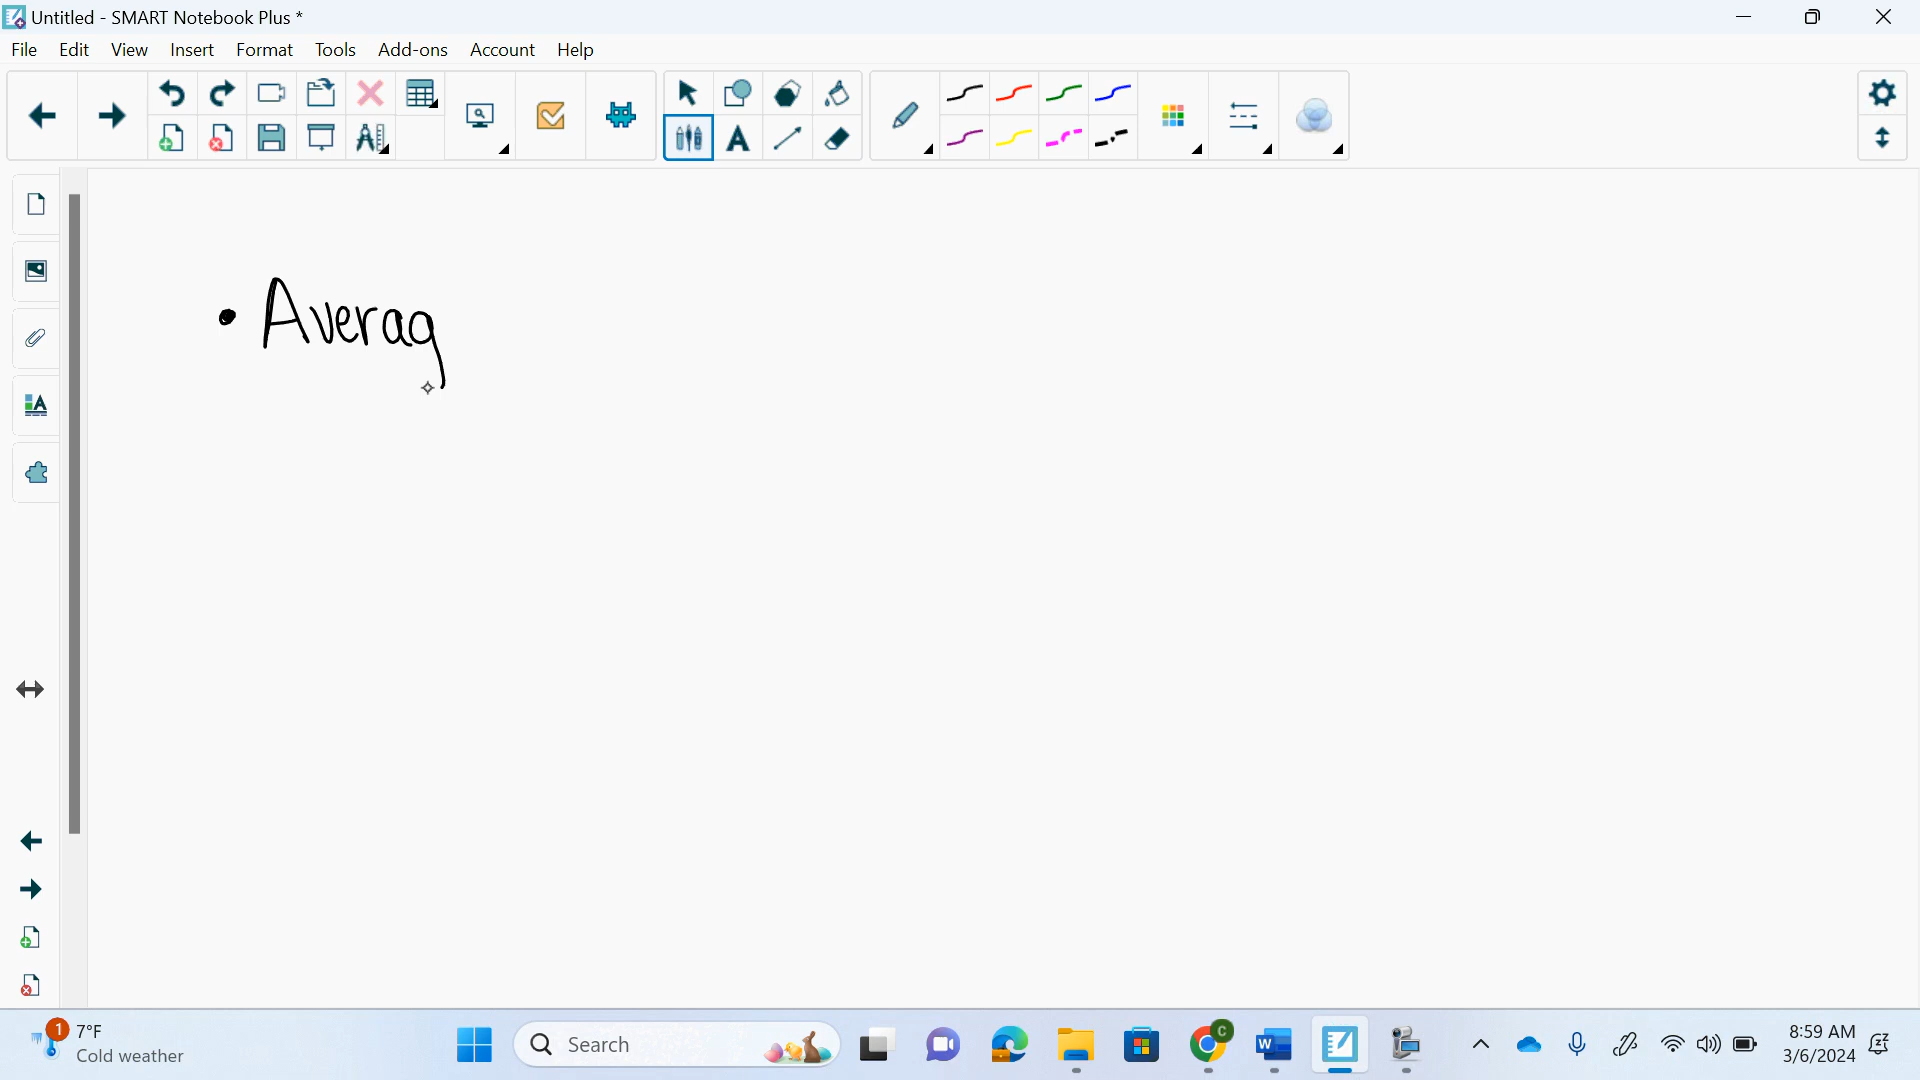 Untitled - SMART Notebook Plus *
File Edit View Insert Format Tools Add-ons Account Help
• Averag
1 7°F
Cold weather
Search
C
W
8:59 AM
3/6/2024